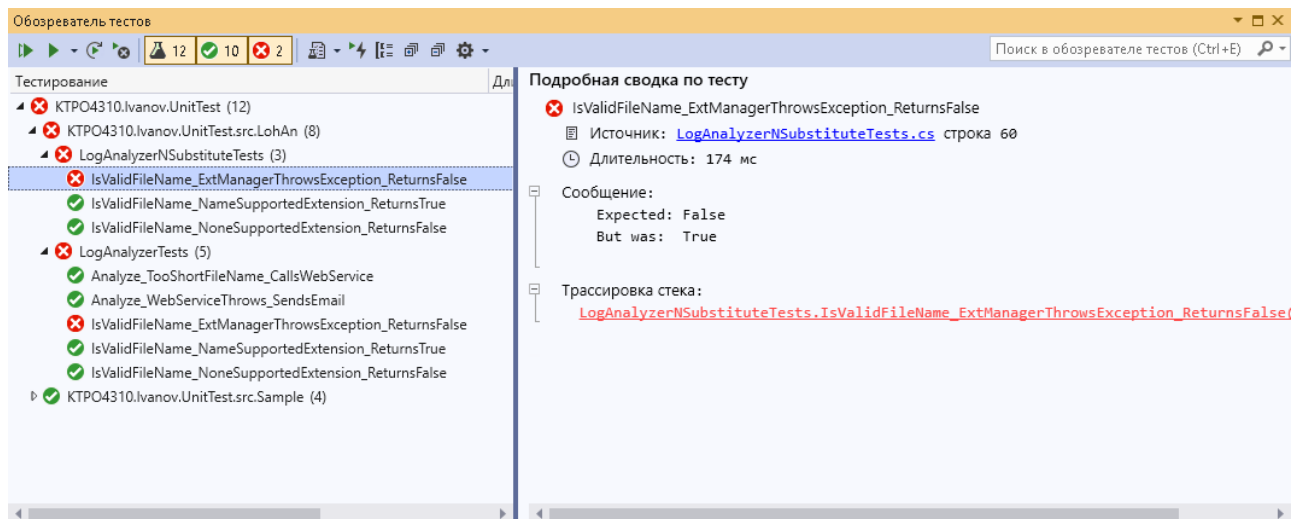 Обозреватель тестов
12 10 2
Поиск в обозревателе тестов (Ctrl+E)
Тестирование
KTPO4310.Ivanov.UnitTest (12)
KTPO4310.Ivanov.UnitTest.src.LohAn (8)
LogAnalyzerNSubstituteTests (3)
IsValidFileName_ExtManagerThrowsException_ReturnsFalse
IsValidFileName_NameSupportedExtension_ReturnsTrue
IsValidFileName_NoneSupportedExtension_ReturnsFalse
LogAnalyzerTests (5)
Analyze_TooShortFileName_CallsWebService
Analyze_WebServiceThrows_SendsEmail
IsValidFileName_ExtManagerThrowsException_ReturnsFalse
IsValidFileName_NameSupportedExtension_ReturnsTrue
IsValidFileName_NoneSupportedExtension_ReturnsFalse
KTPO4310.Ivanov.UnitTest.src.Sample (4)
Подробная сводка по тесту
IsValidFileName_ExtManagerThrowsException_ReturnsFalse
Источник: LogAnalyzerNSubstituteTests.cs строка 60
Длительность: 174 мс
Сообщение:
Expected: False
But was: True
Трассировка стека:
LogAnalyzerNSubstituteTests.IsValidFileName_ExtManagerThrowsException_ReturnsFalse(